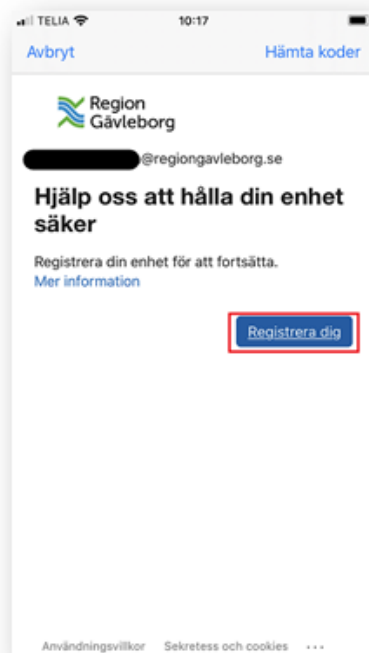 TELIA 10:17
Avbryt Hämta koder
Region
Gävleborg
@regiongavleborg.se
Hjälp oss att hålla din enhet
säker
Registrera din enhet för att fortsätta.
Mer information
Registrera dig
Användningsvillkor Sekretess och cookies ...